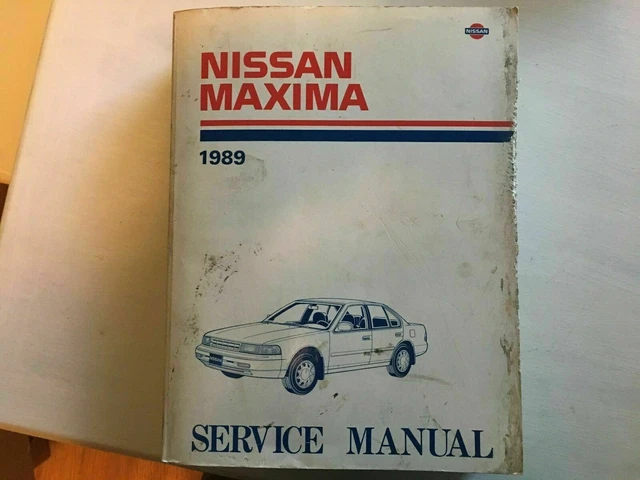 NISSAN
NISSAN
MAXIMA
1989
SERVICE MANUAL